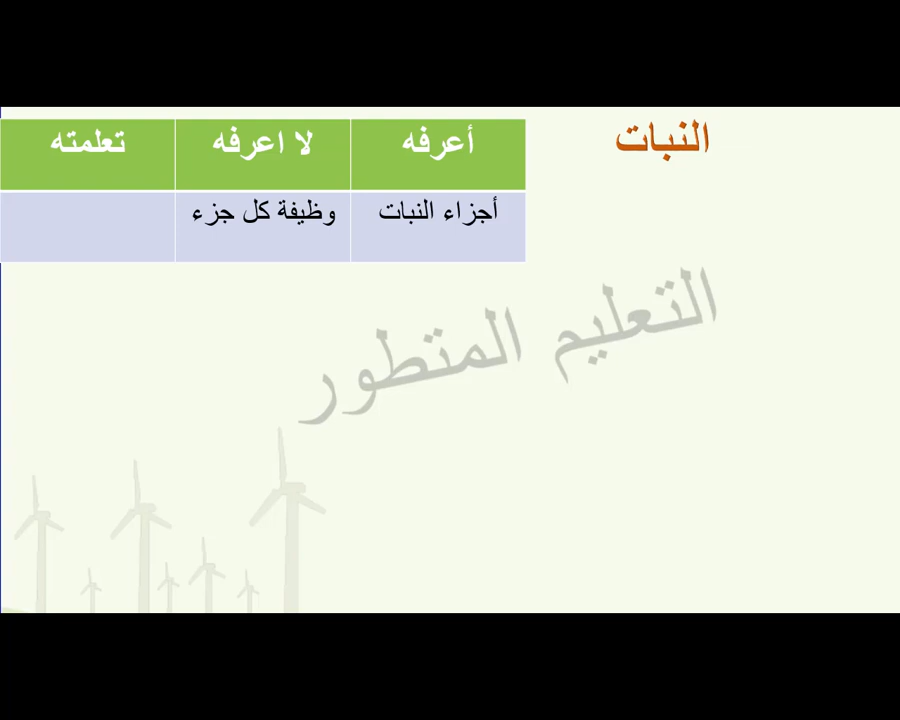 النبات
أعرفه لا اعرفه تعلمته
أجزاء النبات وظيفة كل جزء
التعليم المتطور